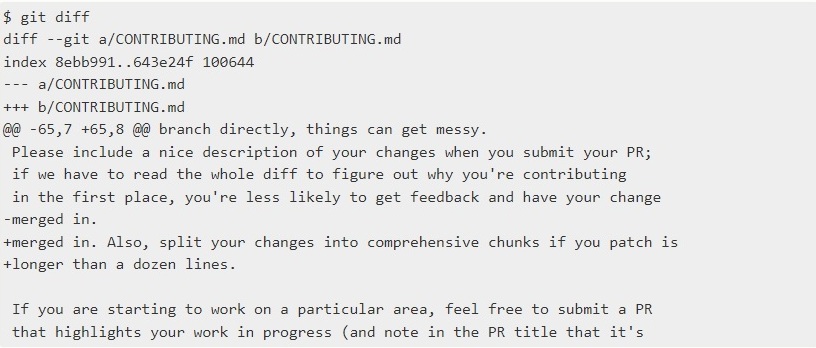 $ git diff
diff --git a/CONTRIBUTING.md b/CONTRIBUTING.md
index 8ebb991..643e24f 100644
--- a/CONTRIBUTING.md
+++ b/CONTRIBUTING.md
@@ -65,7 +65,8 @@ branch directly, things can get messy.
 Please include a nice description of your changes when you submit your PR;
 if we have to read the whole diff to figure out why you're contributing
 in the first place, you're less likely to get feedback and have your change
-merged in.
+merged in. Also, split your changes into comprehensive chunks if you patch is
+longer than a dozen lines.

 If you are starting to work on a particular area, feel free to submit a PR
 that highlights your work in progress (and note in the PR title that it's